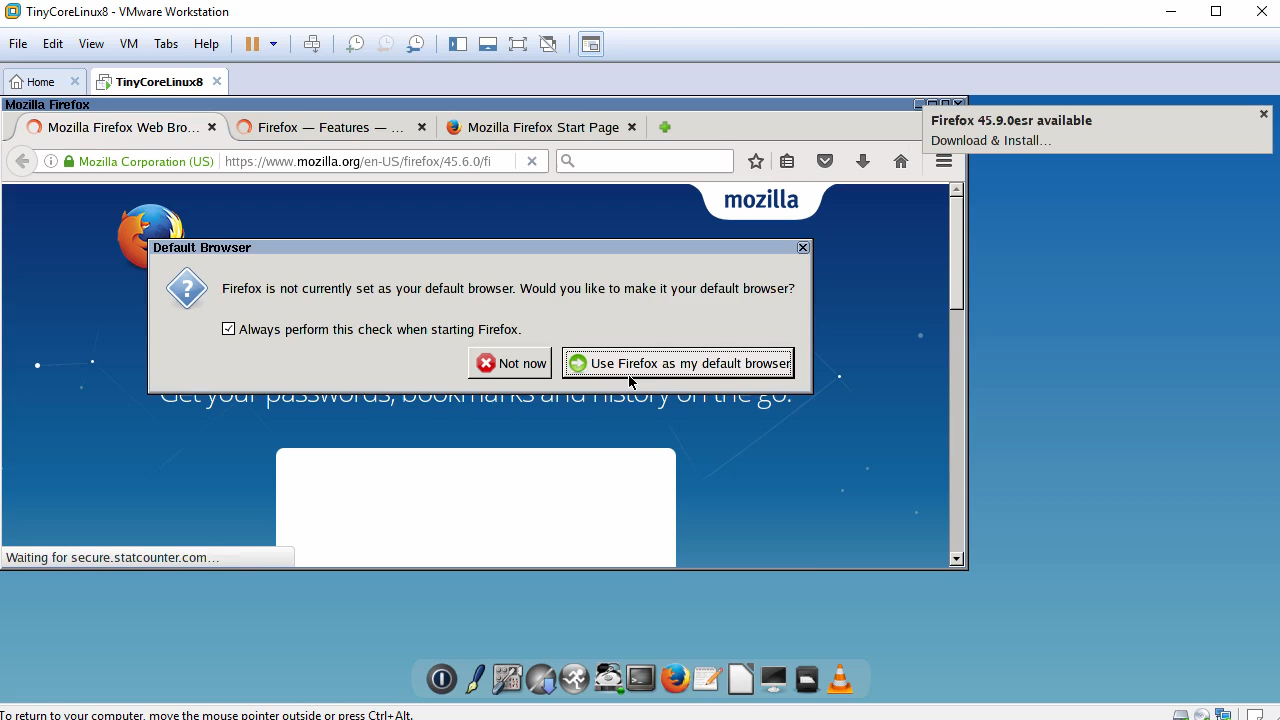 TinyCoreLinux8 - VMware Workstation
File Edit View VM Tabs Help
Home TinyCoreLinux8
Mozilla Firefox
Firefox 45.9.0esr available
Download & Install...
Mozilla Firefox Web Bro... Firefox — Features — ... Mozilla Firefox Start Page
Mozilla Corporation (US) https://www.mozilla.org/en-US/firefox/45.6.0/fi
mozilla
Default Browser
Firefox is not currently set as your default browser. Would you like to make it your default browser?
Always perform this check when starting Firefox.
Not now Use Firefox as my default browser
Get your passwords, bookmarks and history on the go.
Waiting for secure.statcounter.com...
To return to your computer, move the mouse pointer outside or press Ctrl+Alt.